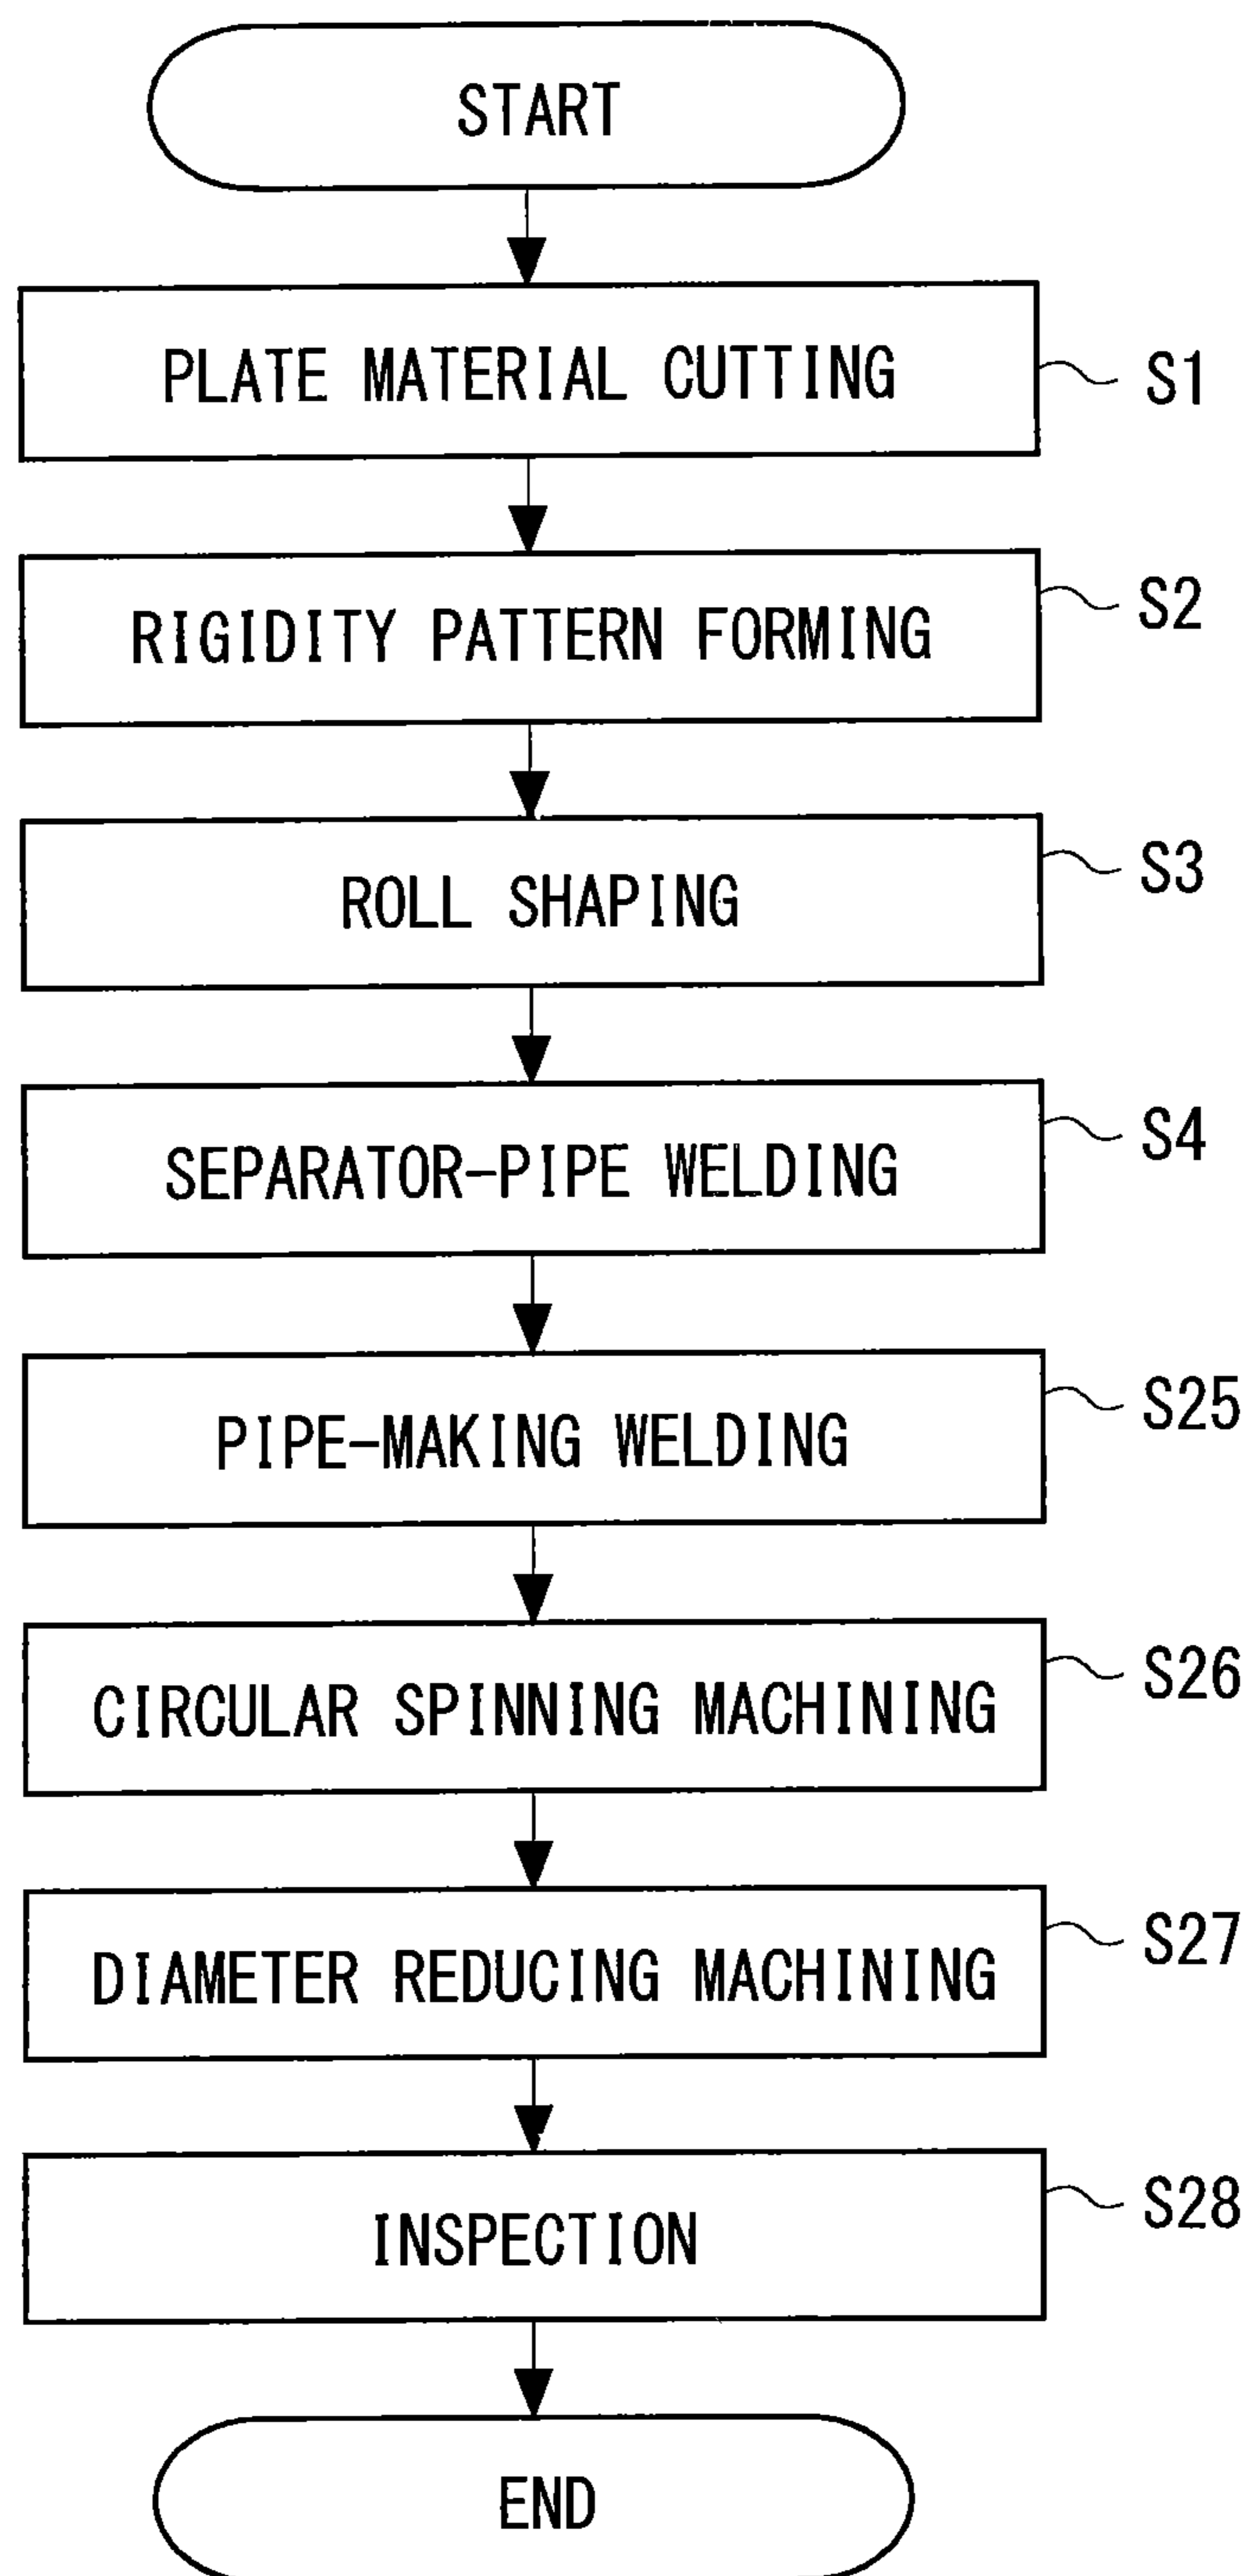 START
PLATE MATERIAL CUTTING
S1
RIGIDITY PATTERN FORMING
S2
ROLL SHAPING
S3
SEPARATOR-PIPE WELDING
S4
PIPE-MAKING WELDING
S25
CIRCULAR SPINNING MACHINING
S26
DIAMETER REDUCING MACHINING
S27
INSPECTION
S28
END